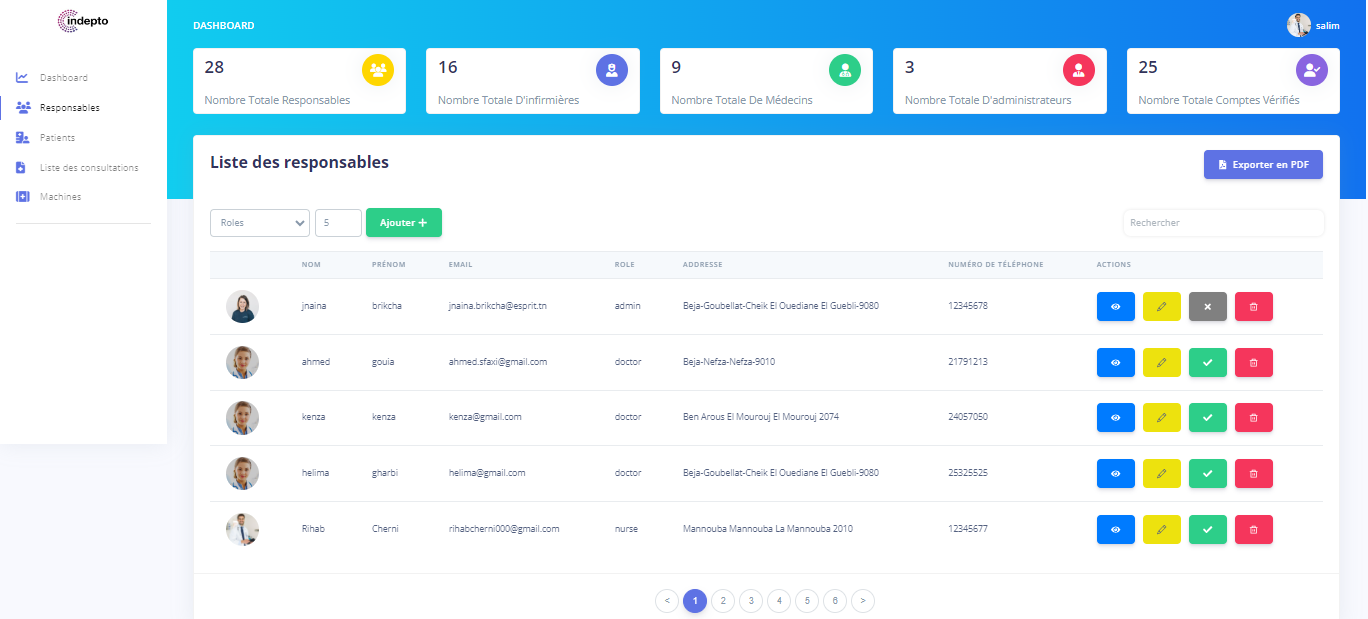 indepto
DASHBOARD
salim
Dashboard
Responsables
Patients
Liste des consultations
Machines
28
Nombre Totale Responsables
16
Nombre Totale D'infirmières
9
Nombre Totale De Médecins
3
Nombre Totale D'administrateurs
25
Nombre Totale Comptes Vérifiés
Liste des responsables
Exporter en PDF
Roles 5 Ajouter +
Rechercher
NOM PRÉNOM EMAIL ROLE ADDRESSE NUMÉRO DE TÉLÉPHONE ACTIONS
jnaina brikcha jnaina.brikcha@esprit.tn admin Beja-Goubellat-Cheik El Ouediane El Guebli-9080 12345678
ahmed gouia ahmed.sfaxi@gmail.com doctor Beja-Nefza-Nefza-9010 21791213
kenza kenza kenza@gmail.com doctor Ben Arous El Mourouj El Mourouj 2074 24057050
helima gharbi helima@gmail.com doctor Beja-Goubellat-Cheik El Ouediane El Guebli-9080 25325525
Rihab Cherni rihabcherni000@gmail.com nurse Mannouba Mannouba La Mannouba 2010 12345677
< 1 2 3 4 5 6 >